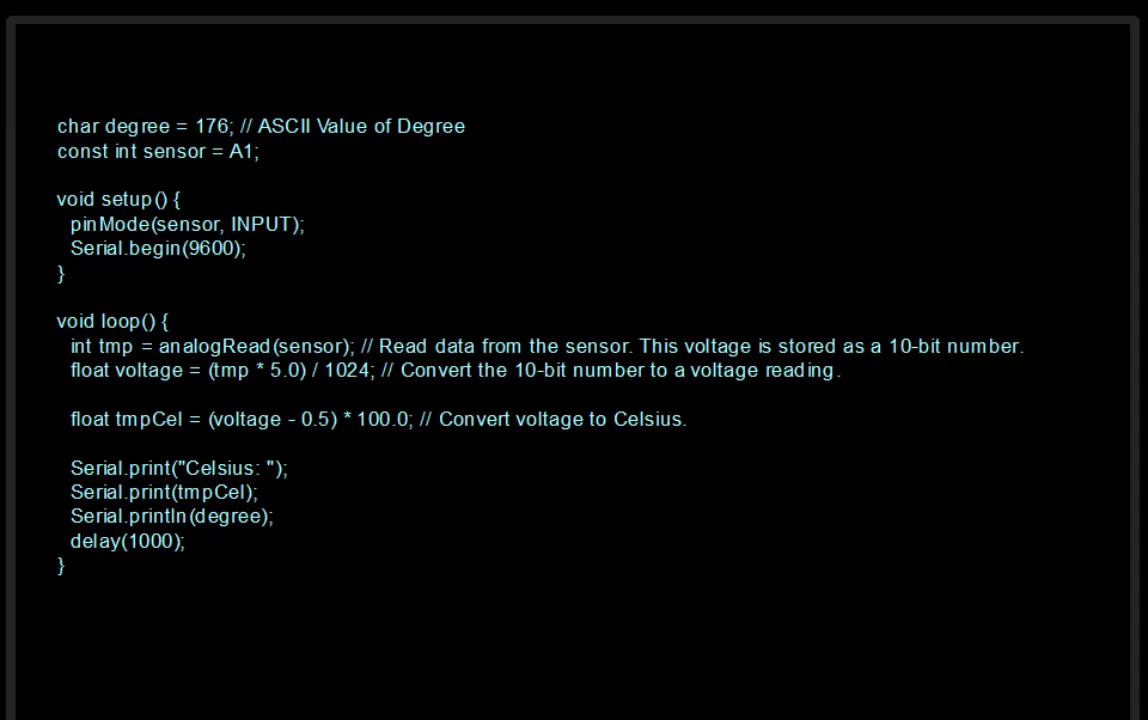 char degree = 176; // ASCII Value of Degree
const int sensor = A1;
void setup() {
pinMode(sensor, INPUT);
Serial.begin(9600);
}
void loop() {
int tmp = analogRead(sensor); // Read data from the sensor. This voltage is stored as a 10-bit number.
float voltage = (tmp * 5.0) / 1024; // Convert the 10-bit number to a voltage reading.
float tmpCel = (voltage - 0.5) * 100.0; // Convert voltage to Celsius.
Serial.print("Celsius: ");
Serial.print(tmpCel);
Serial.println(degree);
delay(1000);
}